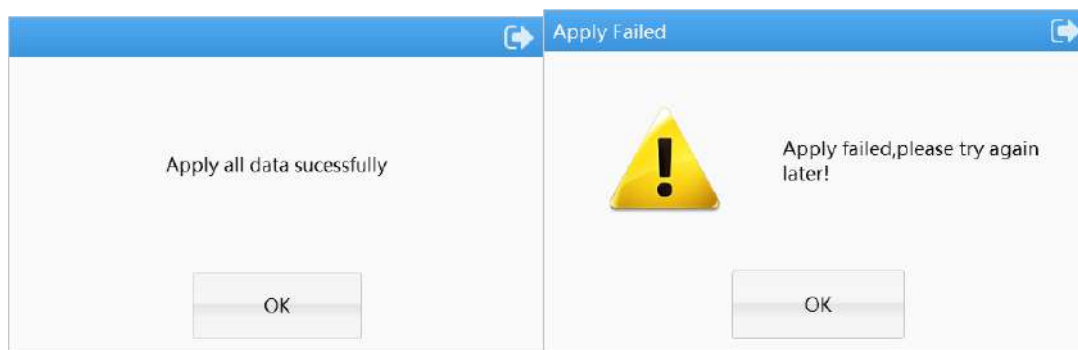 Apply all data sucessfully
OK
Apply Failed
Apply failed,please try again
later!
OK